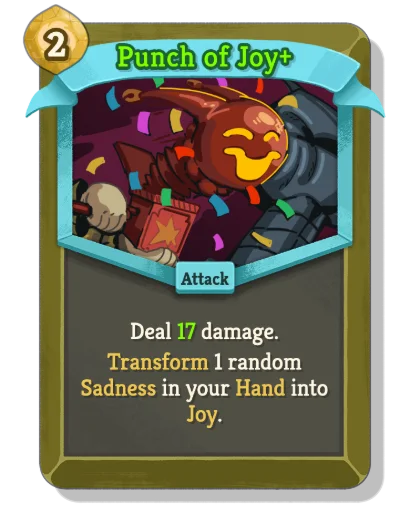 2
Punch of Joy+
Attack
Deal 17 damage.
Transform 1 random
Sadness in your Hand into
Joy.